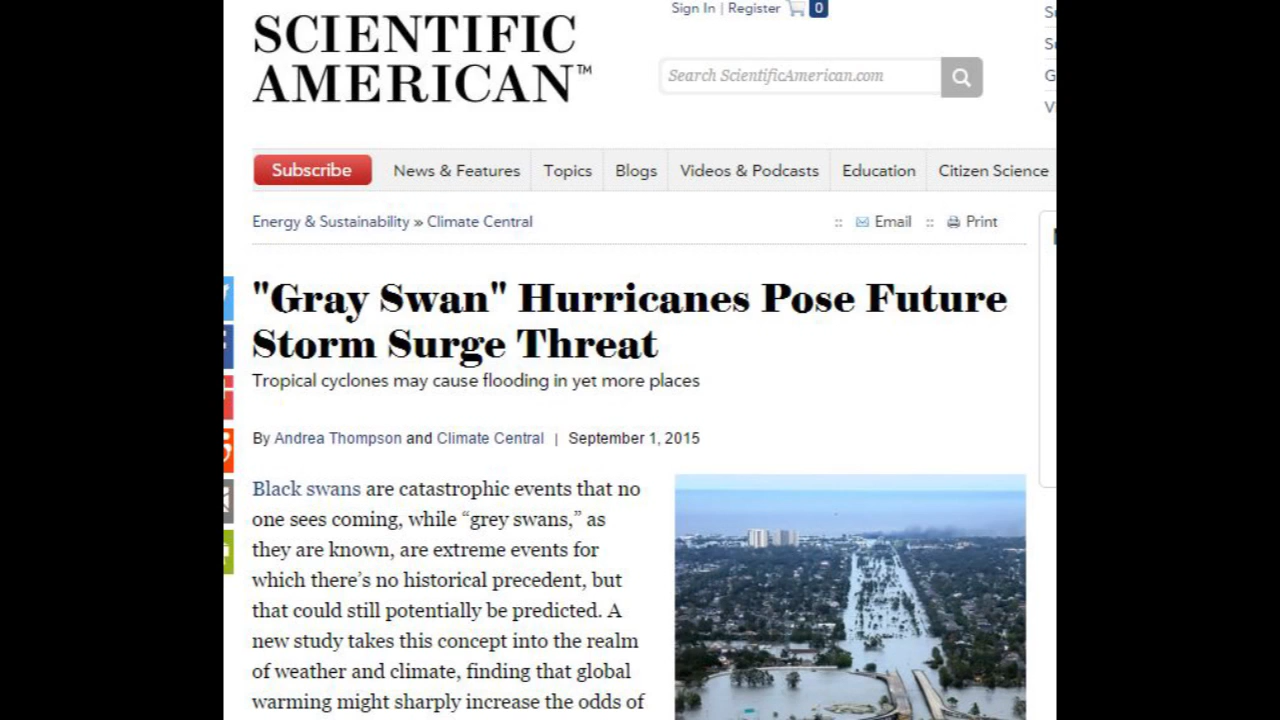 SCIENTIFIC
AMERICAN™
Sign In | Register 0
Search ScientificAmerican.com
Subscribe News & Features Topics Blogs Videos & Podcasts Education Citizen Science
Energy & Sustainability » Climate Central :: Email :: Print
"Gray Swan" Hurricanes Pose Future
Storm Surge Threat
Tropical cyclones may cause flooding in yet more places
By Andrea Thompson and Climate Central | September 1, 2015
Black swans are catastrophic events that no
one sees coming, while “grey swans,” as
they are known, are extreme events for
which there’s no historical precedent, but
that could still potentially be predicted. A
new study takes this concept into the realm
of weather and climate, finding that global
warming might sharply increase the odds of